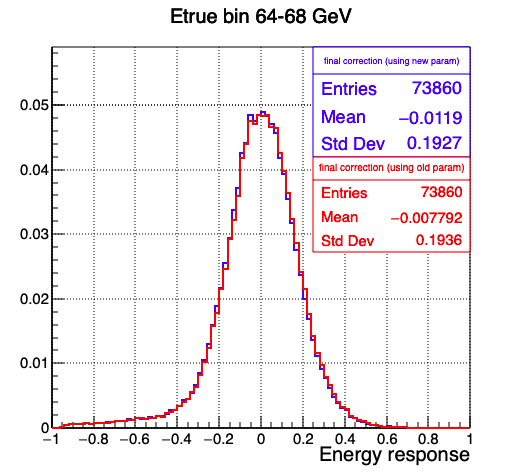 Etrue bin 64-68 GeV
final correction (using new param)
Entries 73860
Mean −0.0119
Std Dev 0.1927
final correction (using old param)
Entries 73860
Mean −0.007792
Std Dev 0.1936
0.05
0.04
0.03
0.02
0.01
0
−1 −0.8 −0.6 −0.4 −0.2 0 0.2 0.4 0.6 0.8 1
Energy response